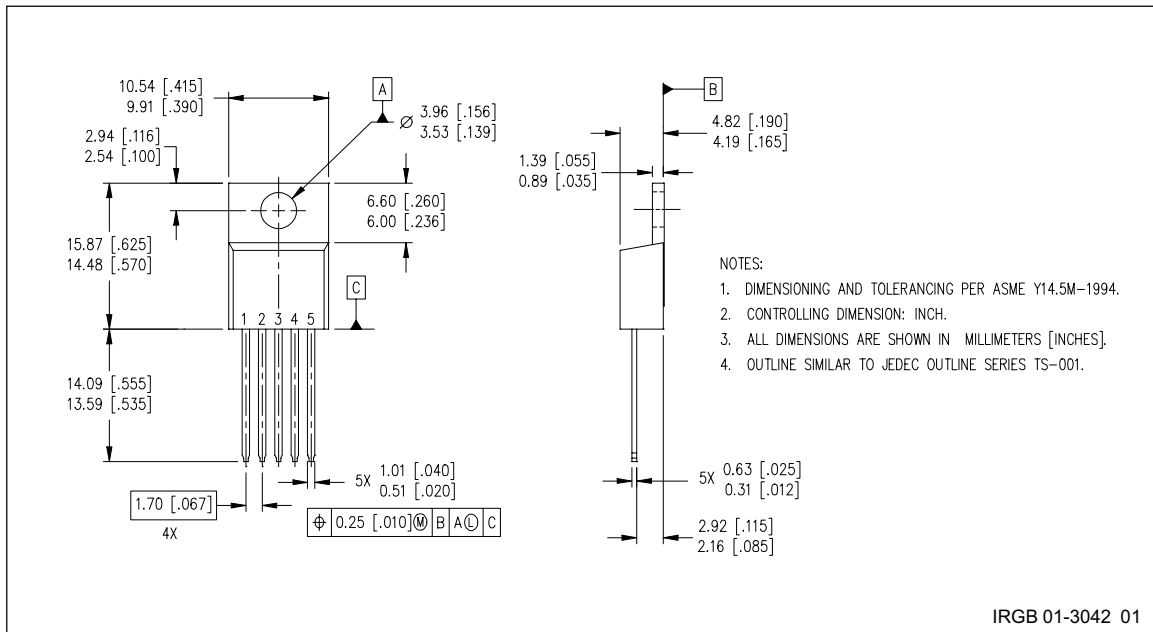 10.54 [.415]
9.91 [.390]
A
B
⌀ 3.96 [.156]
3.53 [.139]
4.82 [.190]
4.19 [.165]
2.94 [.116]
2.54 [.100]
1.39 [.055]
0.89 [.035]
6.60 [.260]
6.00 [.236]
15.87 [.625]
14.48 [.570]
C
1 2 3 4 5
NOTES:
1. DIMENSIONING AND TOLERANCING PER ASME Y14.5M-1994.
2. CONTROLLING DIMENSION: INCH.
3. ALL DIMENSIONS ARE SHOWN IN MILLIMETERS [INCHES].
4. OUTLINE SIMILAR TO JEDEC OUTLINE SERIES TS-001.
14.09 [.555]
13.59 [.535]
5X 1.01 [.040]
0.51 [.020]
5X 0.63 [.025]
0.31 [.012]
1.70 [.067]
4X
⌖ 0.25 [.010] Ⓜ B A Ⓛ C
2.92 [.115]
2.16 [.085]
IRGB 01-3042 01